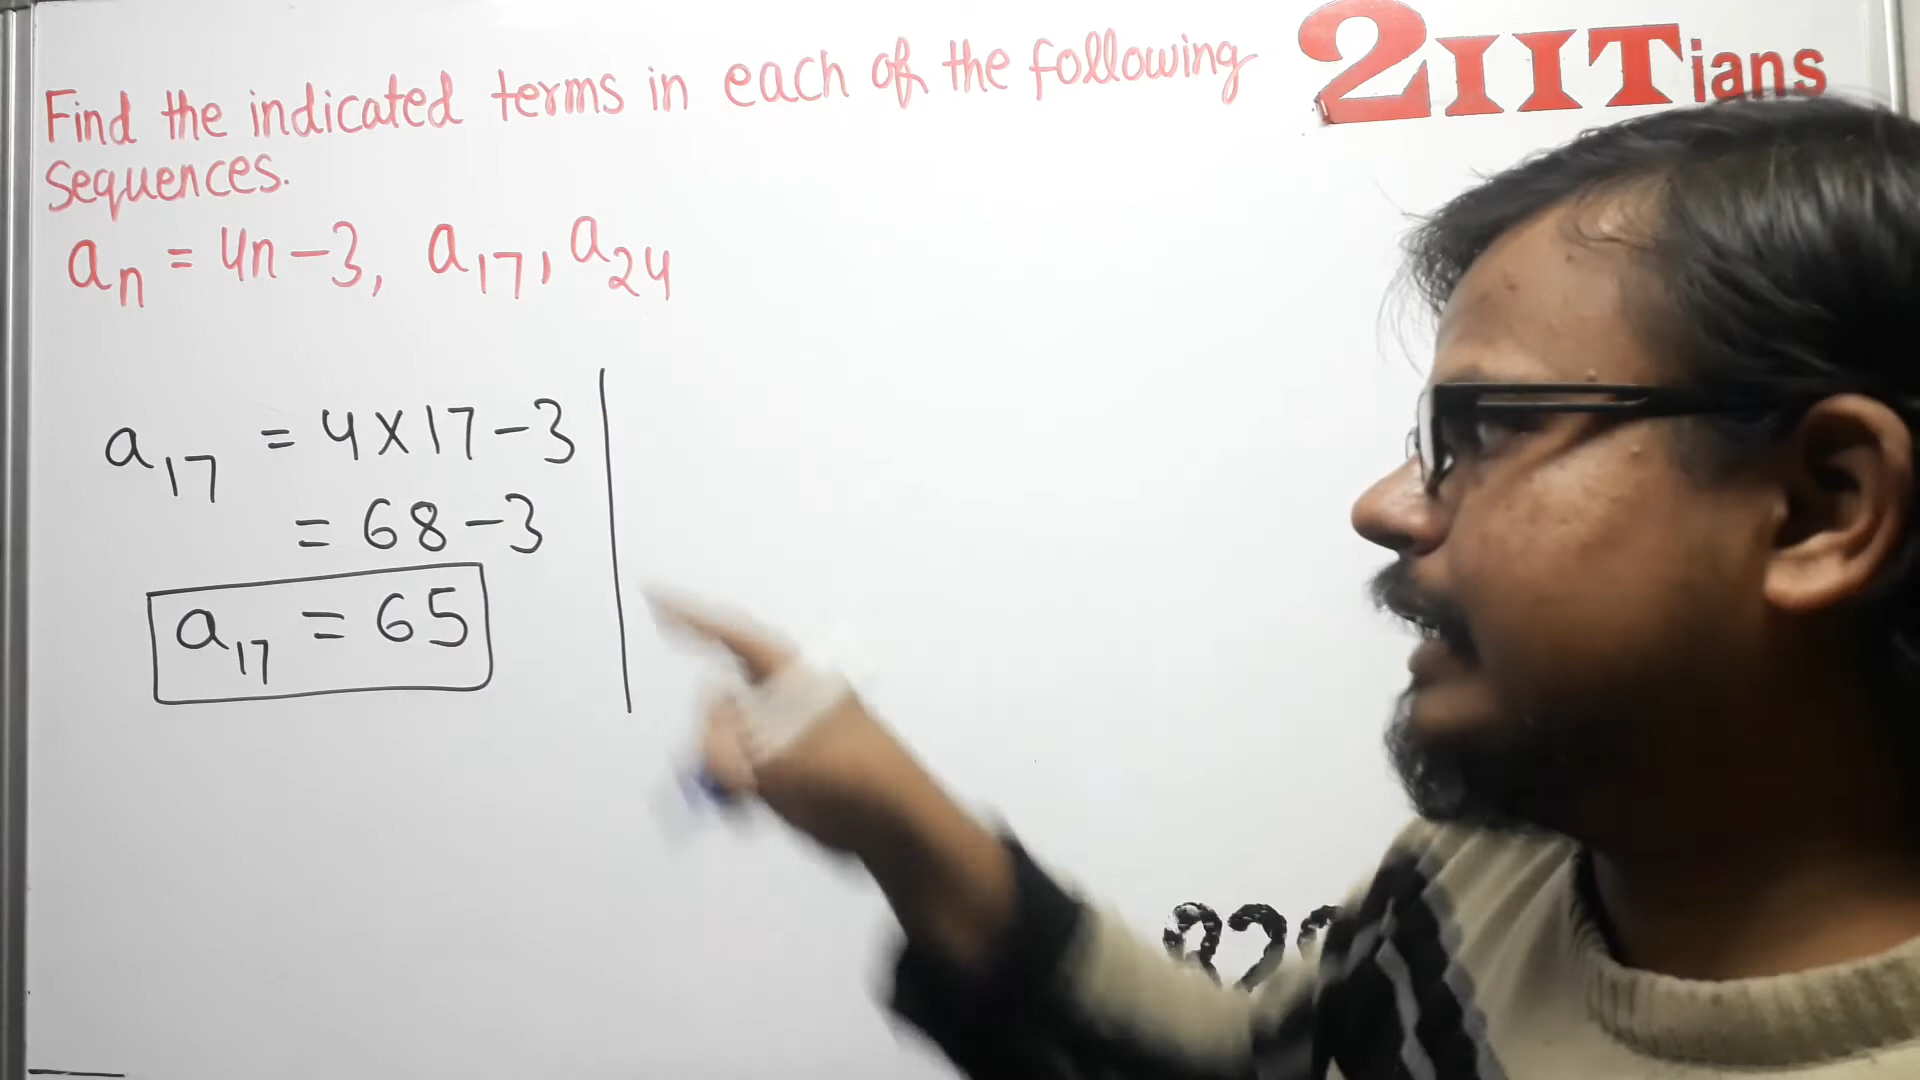 2IITians
Find the indicated terms in each of the following
Sequences.
aₙ = 4n-3, a₁₇, a₂₄
a₁₇ = 4×17-3
= 68-3
a₁₇ = 65